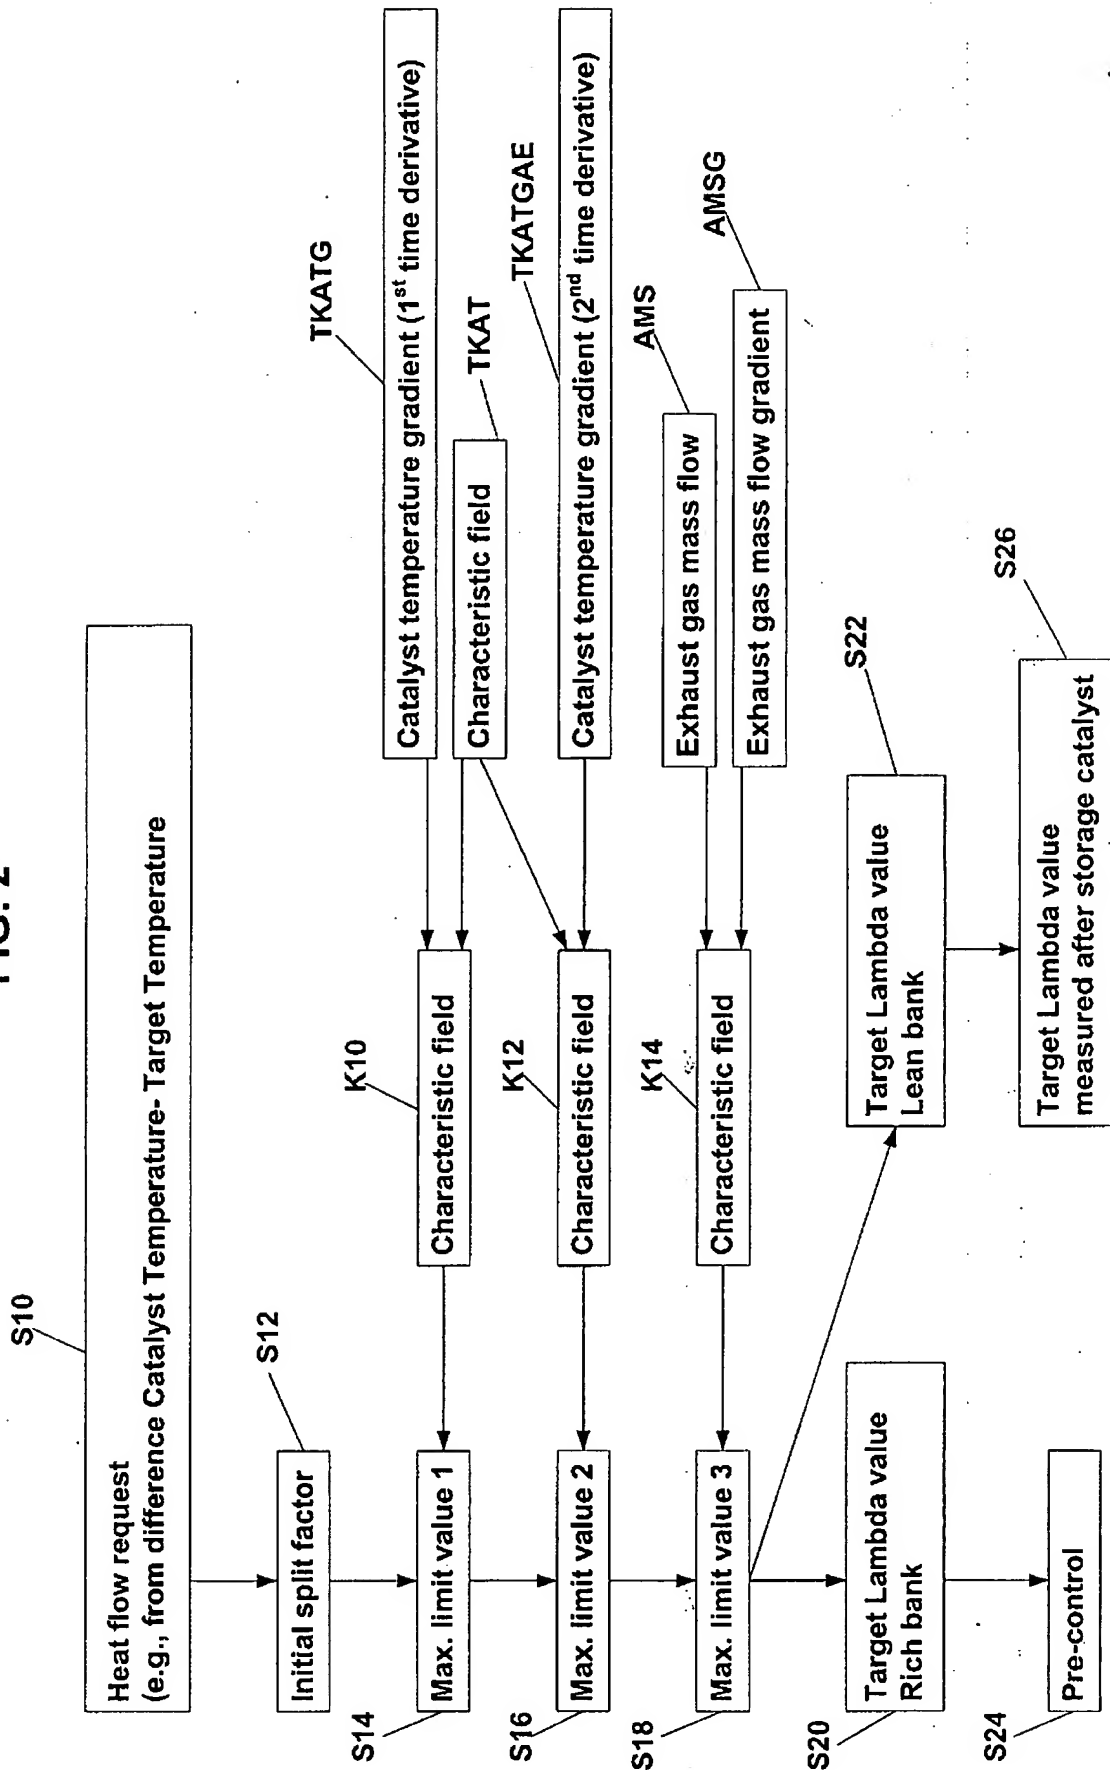 FIG. 2
S10
Heat flow request
(e.g., from difference Catalyst Temperature- Target Temperature
S12
Initial split factor
S14
Max. limit value 1
K10
Characteristic field
TKATG
Catalyst temperature gradient (1st time derivative)
TKAT
Characteristic field
S16
Max. limit value 2
K12
Characteristic field
TKATGAE
Catalyst temperature gradient (2nd time derivative)
S18
Max. limit value 3
K14
Characteristic field
AMS
Exhaust gas mass flow
AMSG
Exhaust gas mass flow gradient
S20
Target Lambda value
Rich bank
S22
Target Lambda value
Lean bank
S24
Pre-control
S26
Target Lambda value
measured after storage catalyst